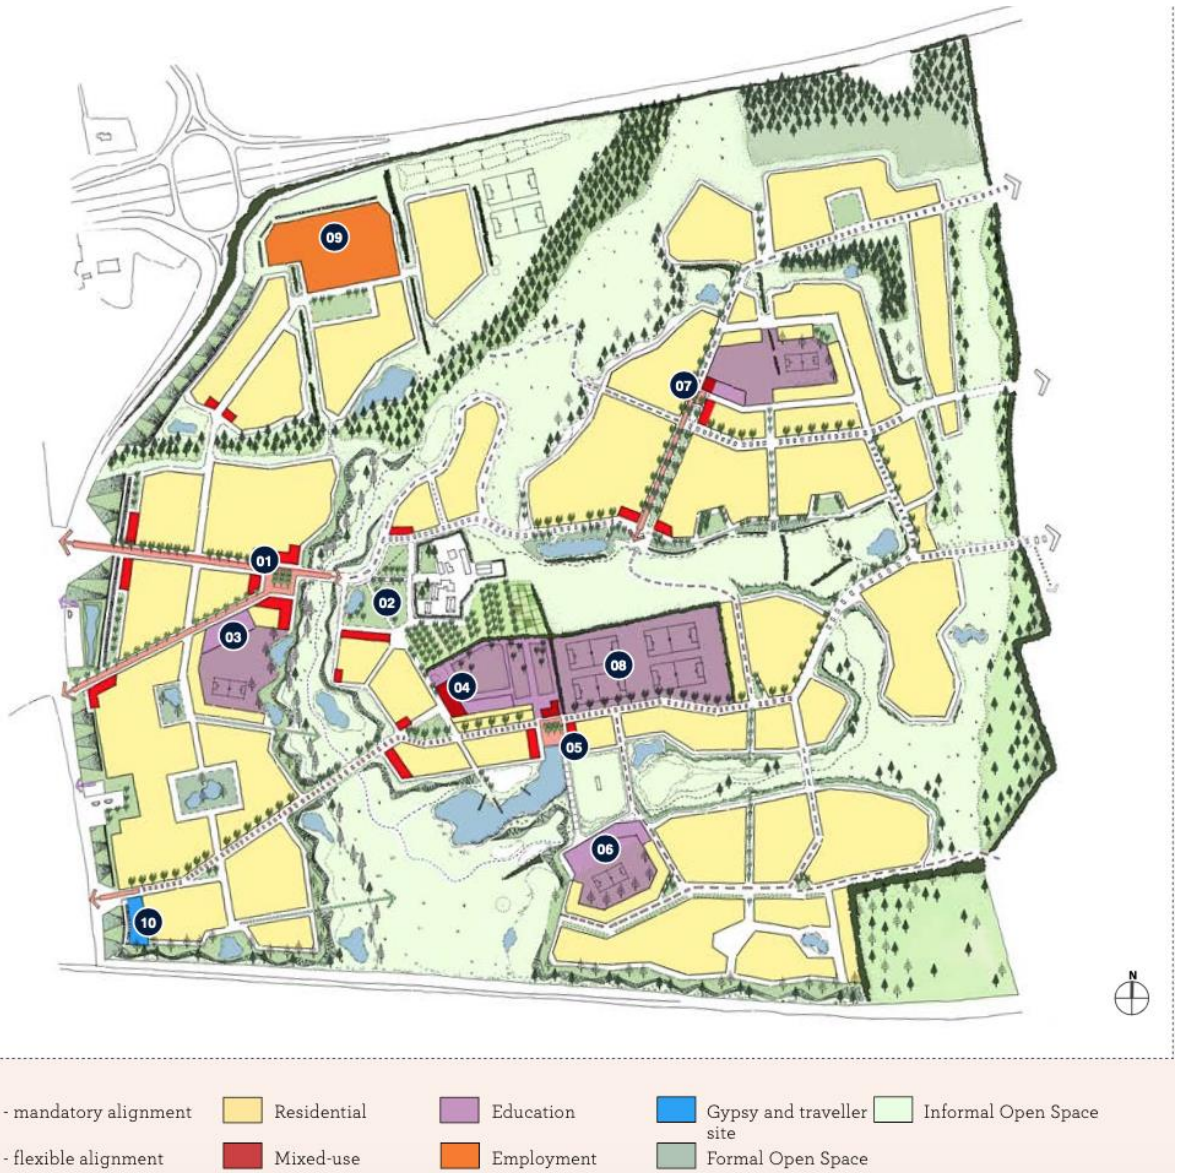 09
07
01
02
03
08
04
05
06
10
N
- mandatory alignment
Residential
Education
Gypsy and traveller
site
Informal Open Space
- flexible alignment
Mixed-use
Employment
Formal Open Space